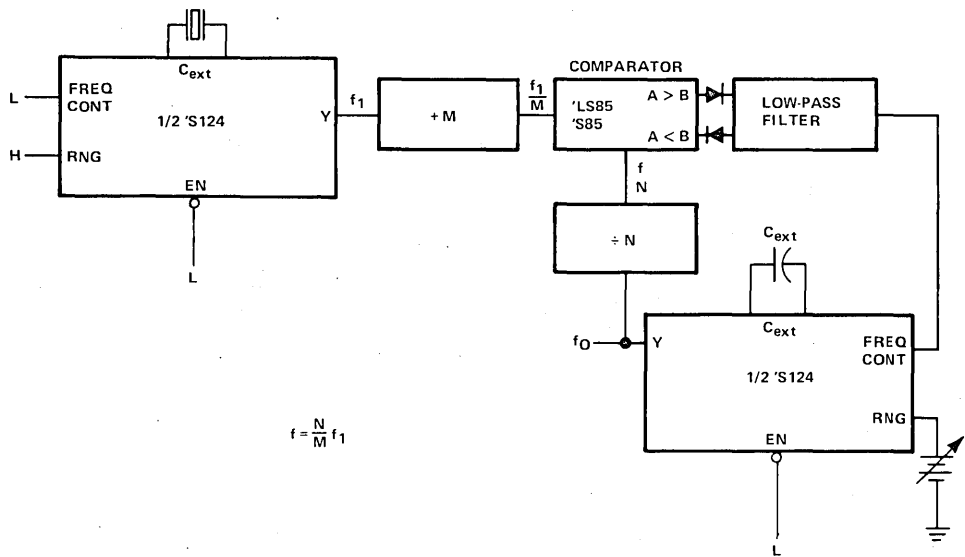 Cext
L
FREQ
CONT
1/2 'S124
Y
H
RNG
EN
L
f1
+ M
f1
M
COMPARATOR
'LS85
'S85
A > B
A < B
LOW-PASS
FILTER
f
N
÷ N
Cext
Cext
fO
Y
FREQ
CONT
1/2 'S124
RNG
EN
L
f = N/M f1